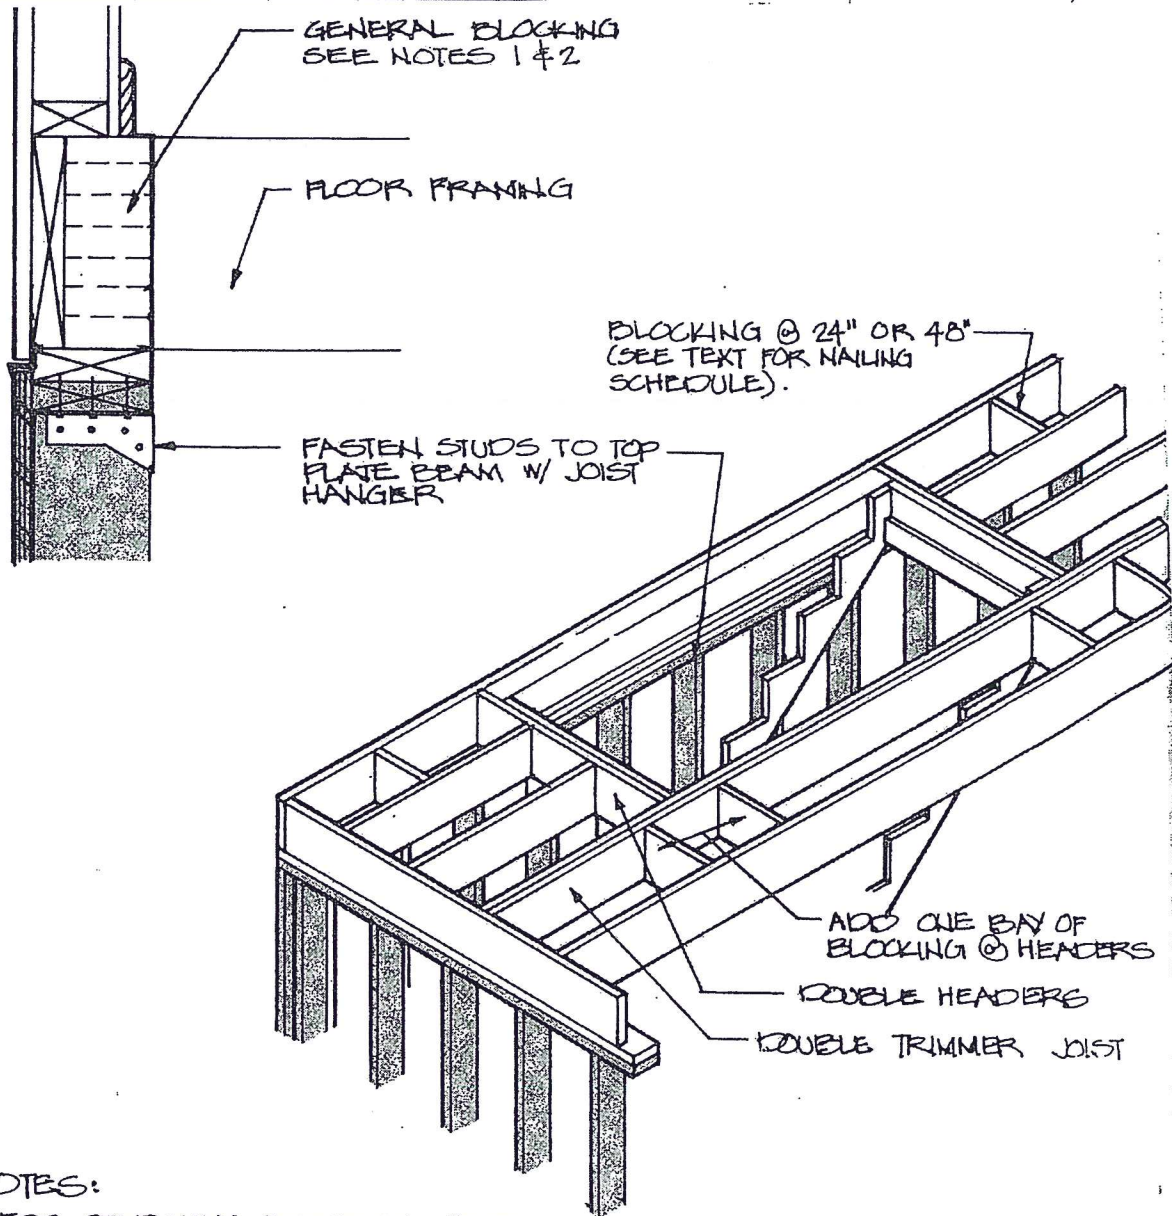 GENERAL BLOCKING
SEE NOTES 1 & 2
FLOOR FRAMING
BLOCKING @ 24" OR 48"
(SEE TEXT FOR NAILING
SCHEDULE).
FASTEN STUDS TO TOP
PLATE BEAM W/ JOIST
HANGER
ADD ONE BAY OF
BLOCKING @ HEADERS
DOUBLE HEADERS
DOUBLE TRIMMER JOIST
OTES: